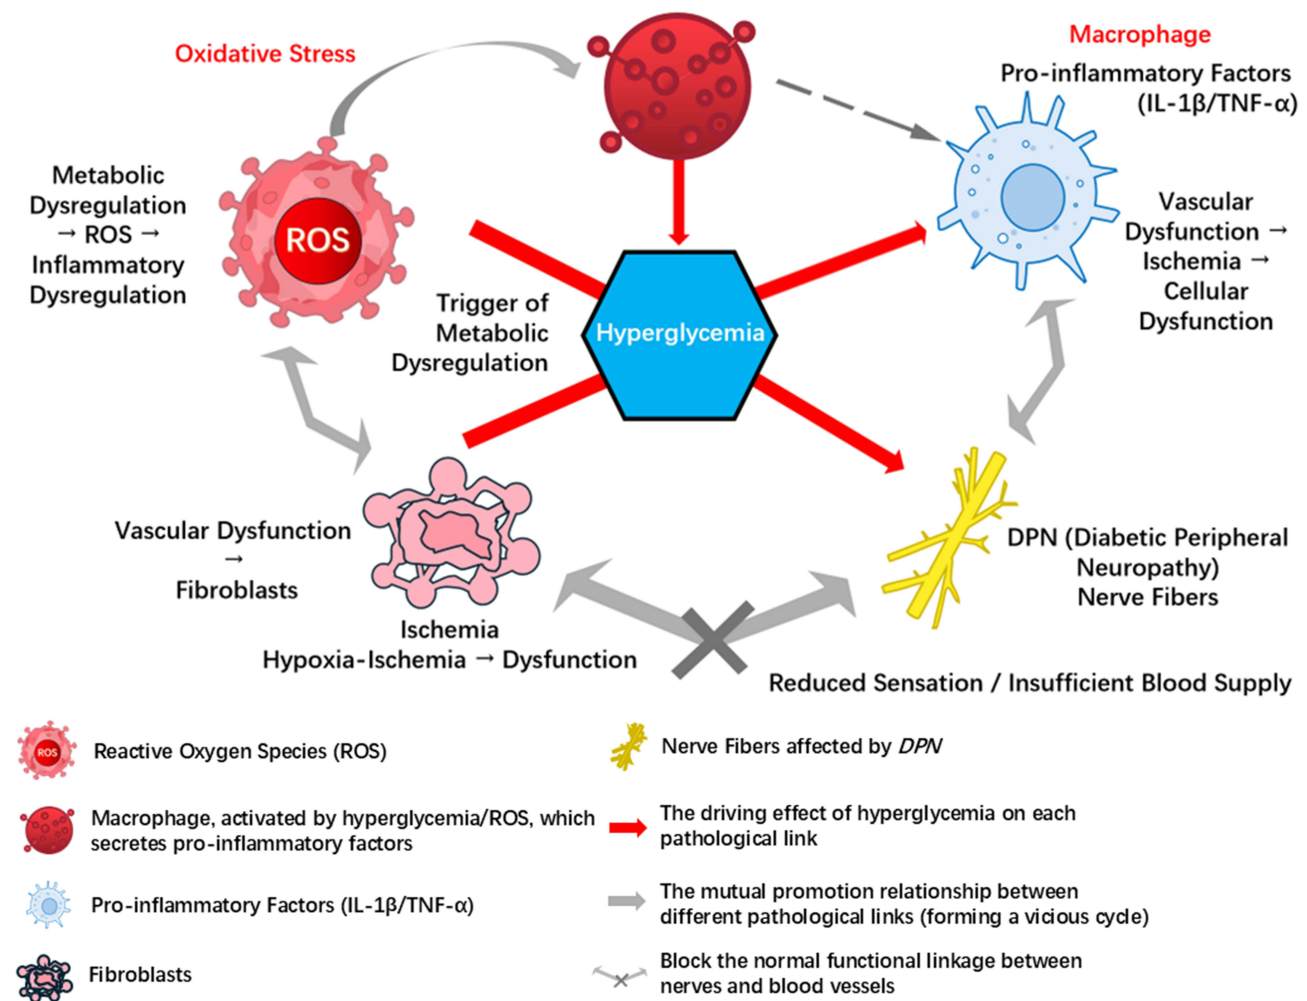 Oxidative Stress
Macrophage
Pro-inflammatory Factors
(IL-1β/TNF-α)
Metabolic
Dysregulation
→ ROS →
Inflammatory
Dysregulation
ROS
Vascular
Dysfunction →
Ischemia →
Cellular
Dysfunction
Trigger of
Metabolic
Dysregulation
Hyperglycemia
Vascular Dysfunction
→
Fibroblasts
DPN (Diabetic Peripheral
Neuropathy)
Nerve Fibers
Ischemia
Hypoxia-Ischemia → Dysfunction
Reduced Sensation / Insufficient Blood Supply
ROS
Reactive Oxygen Species (ROS)
Nerve Fibers affected by DPN
Macrophage, activated by hyperglycemia/ROS, which
secretes pro-inflammatory factors
The driving effect of hyperglycemia on each
pathological link
Pro-inflammatory Factors (IL-1β/TNF-α)
The mutual promotion relationship between
different pathological links (forming a vicious cycle)
Fibroblasts
Block the normal functional linkage between
nerves and blood vessels